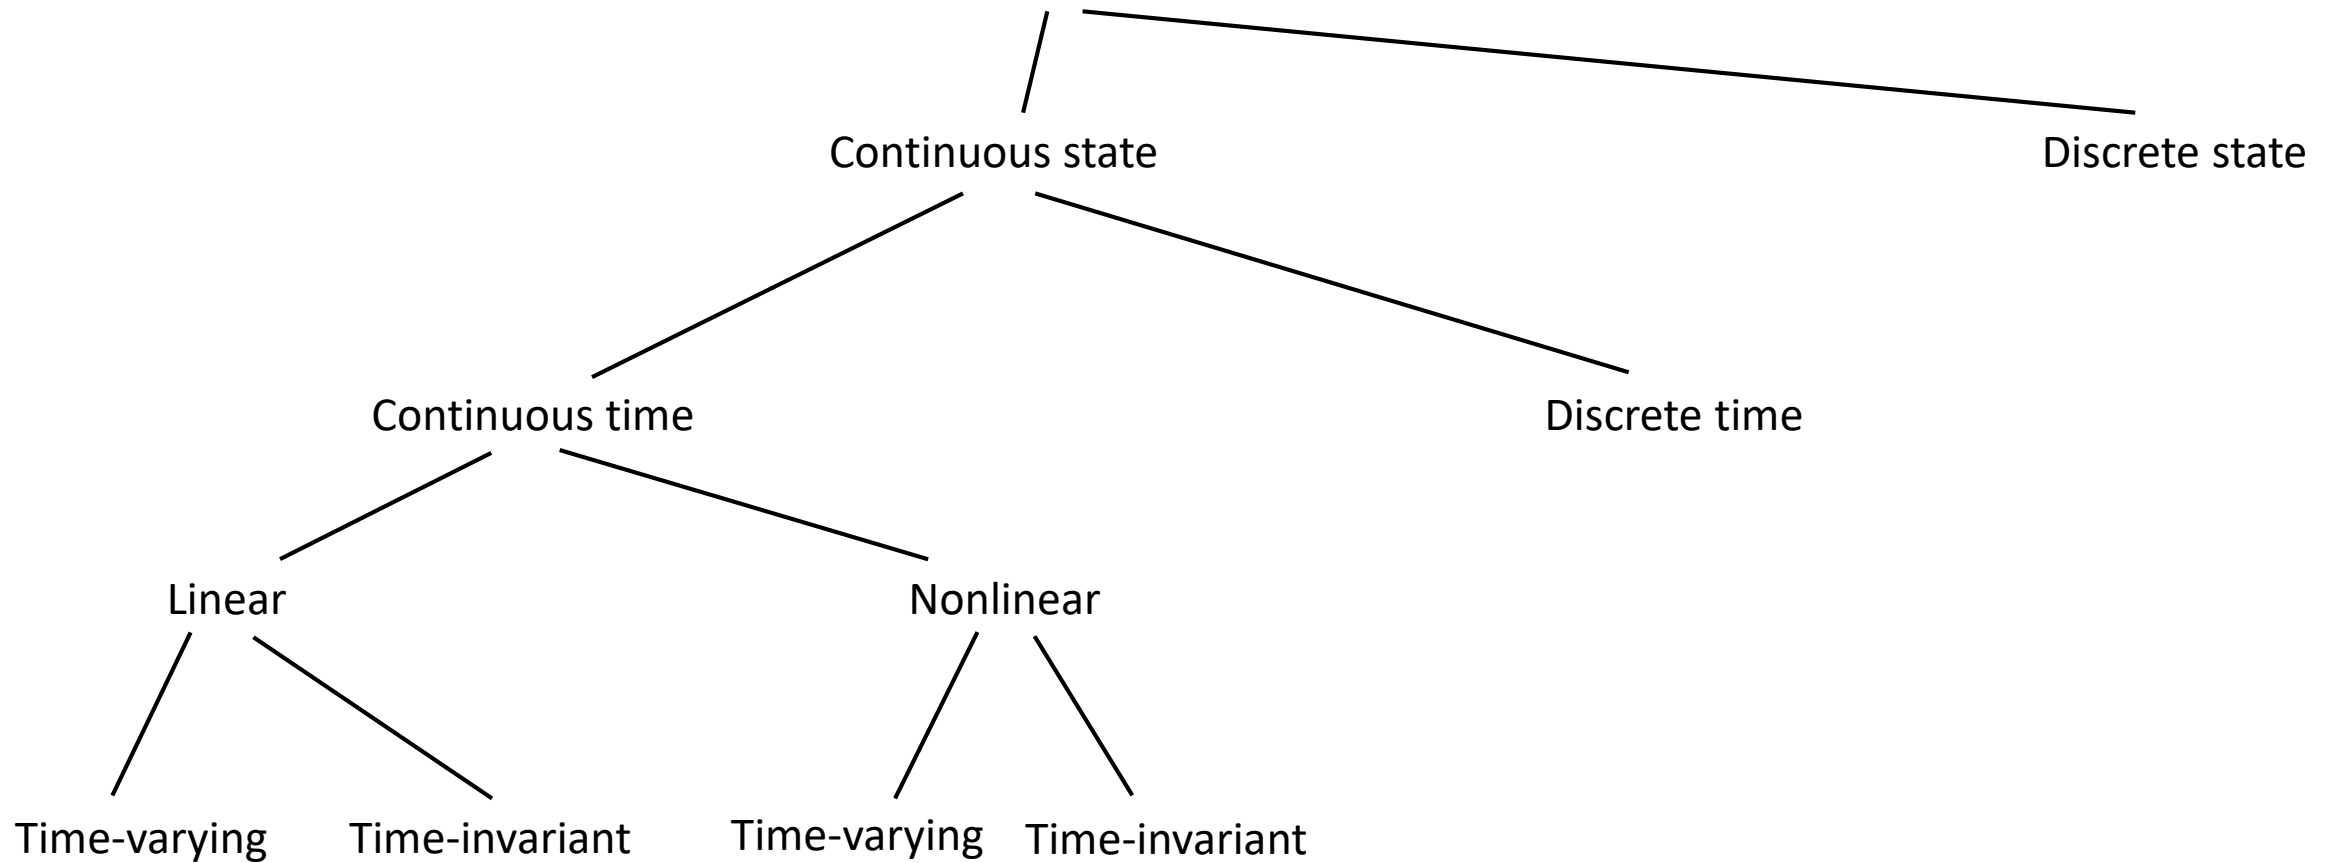 Continuous state
Discrete state
Continuous time
Discrete time
Linear
Nonlinear
Time-varying
Time-invariant
Time-varying
Time-invariant